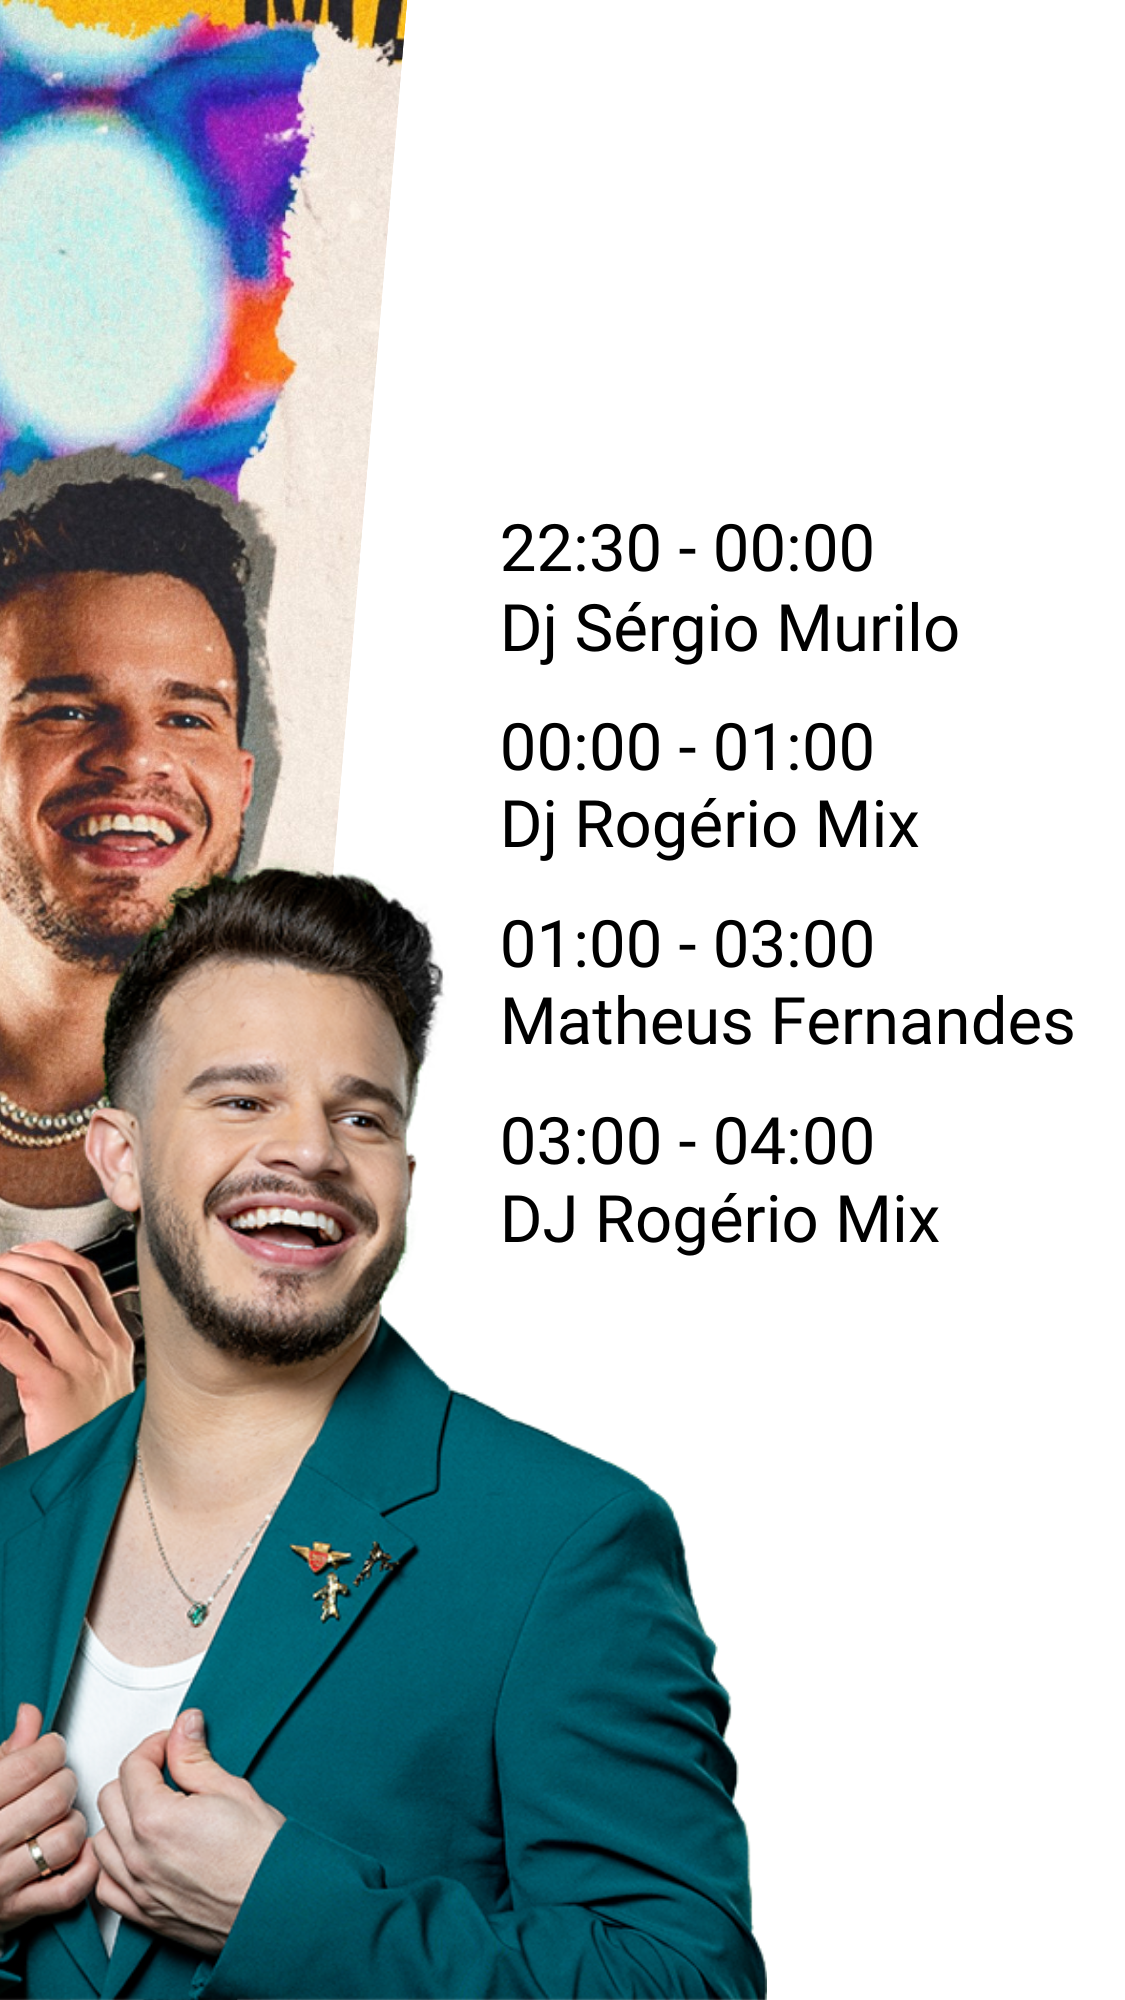 22:30 - 00:00
Dj Sérgio Murilo
00:00 - 01:00
Dj Rogério Mix
01:00 - 03:00
Matheus Fernandes
03:00 - 04:00
DJ Rogério Mix